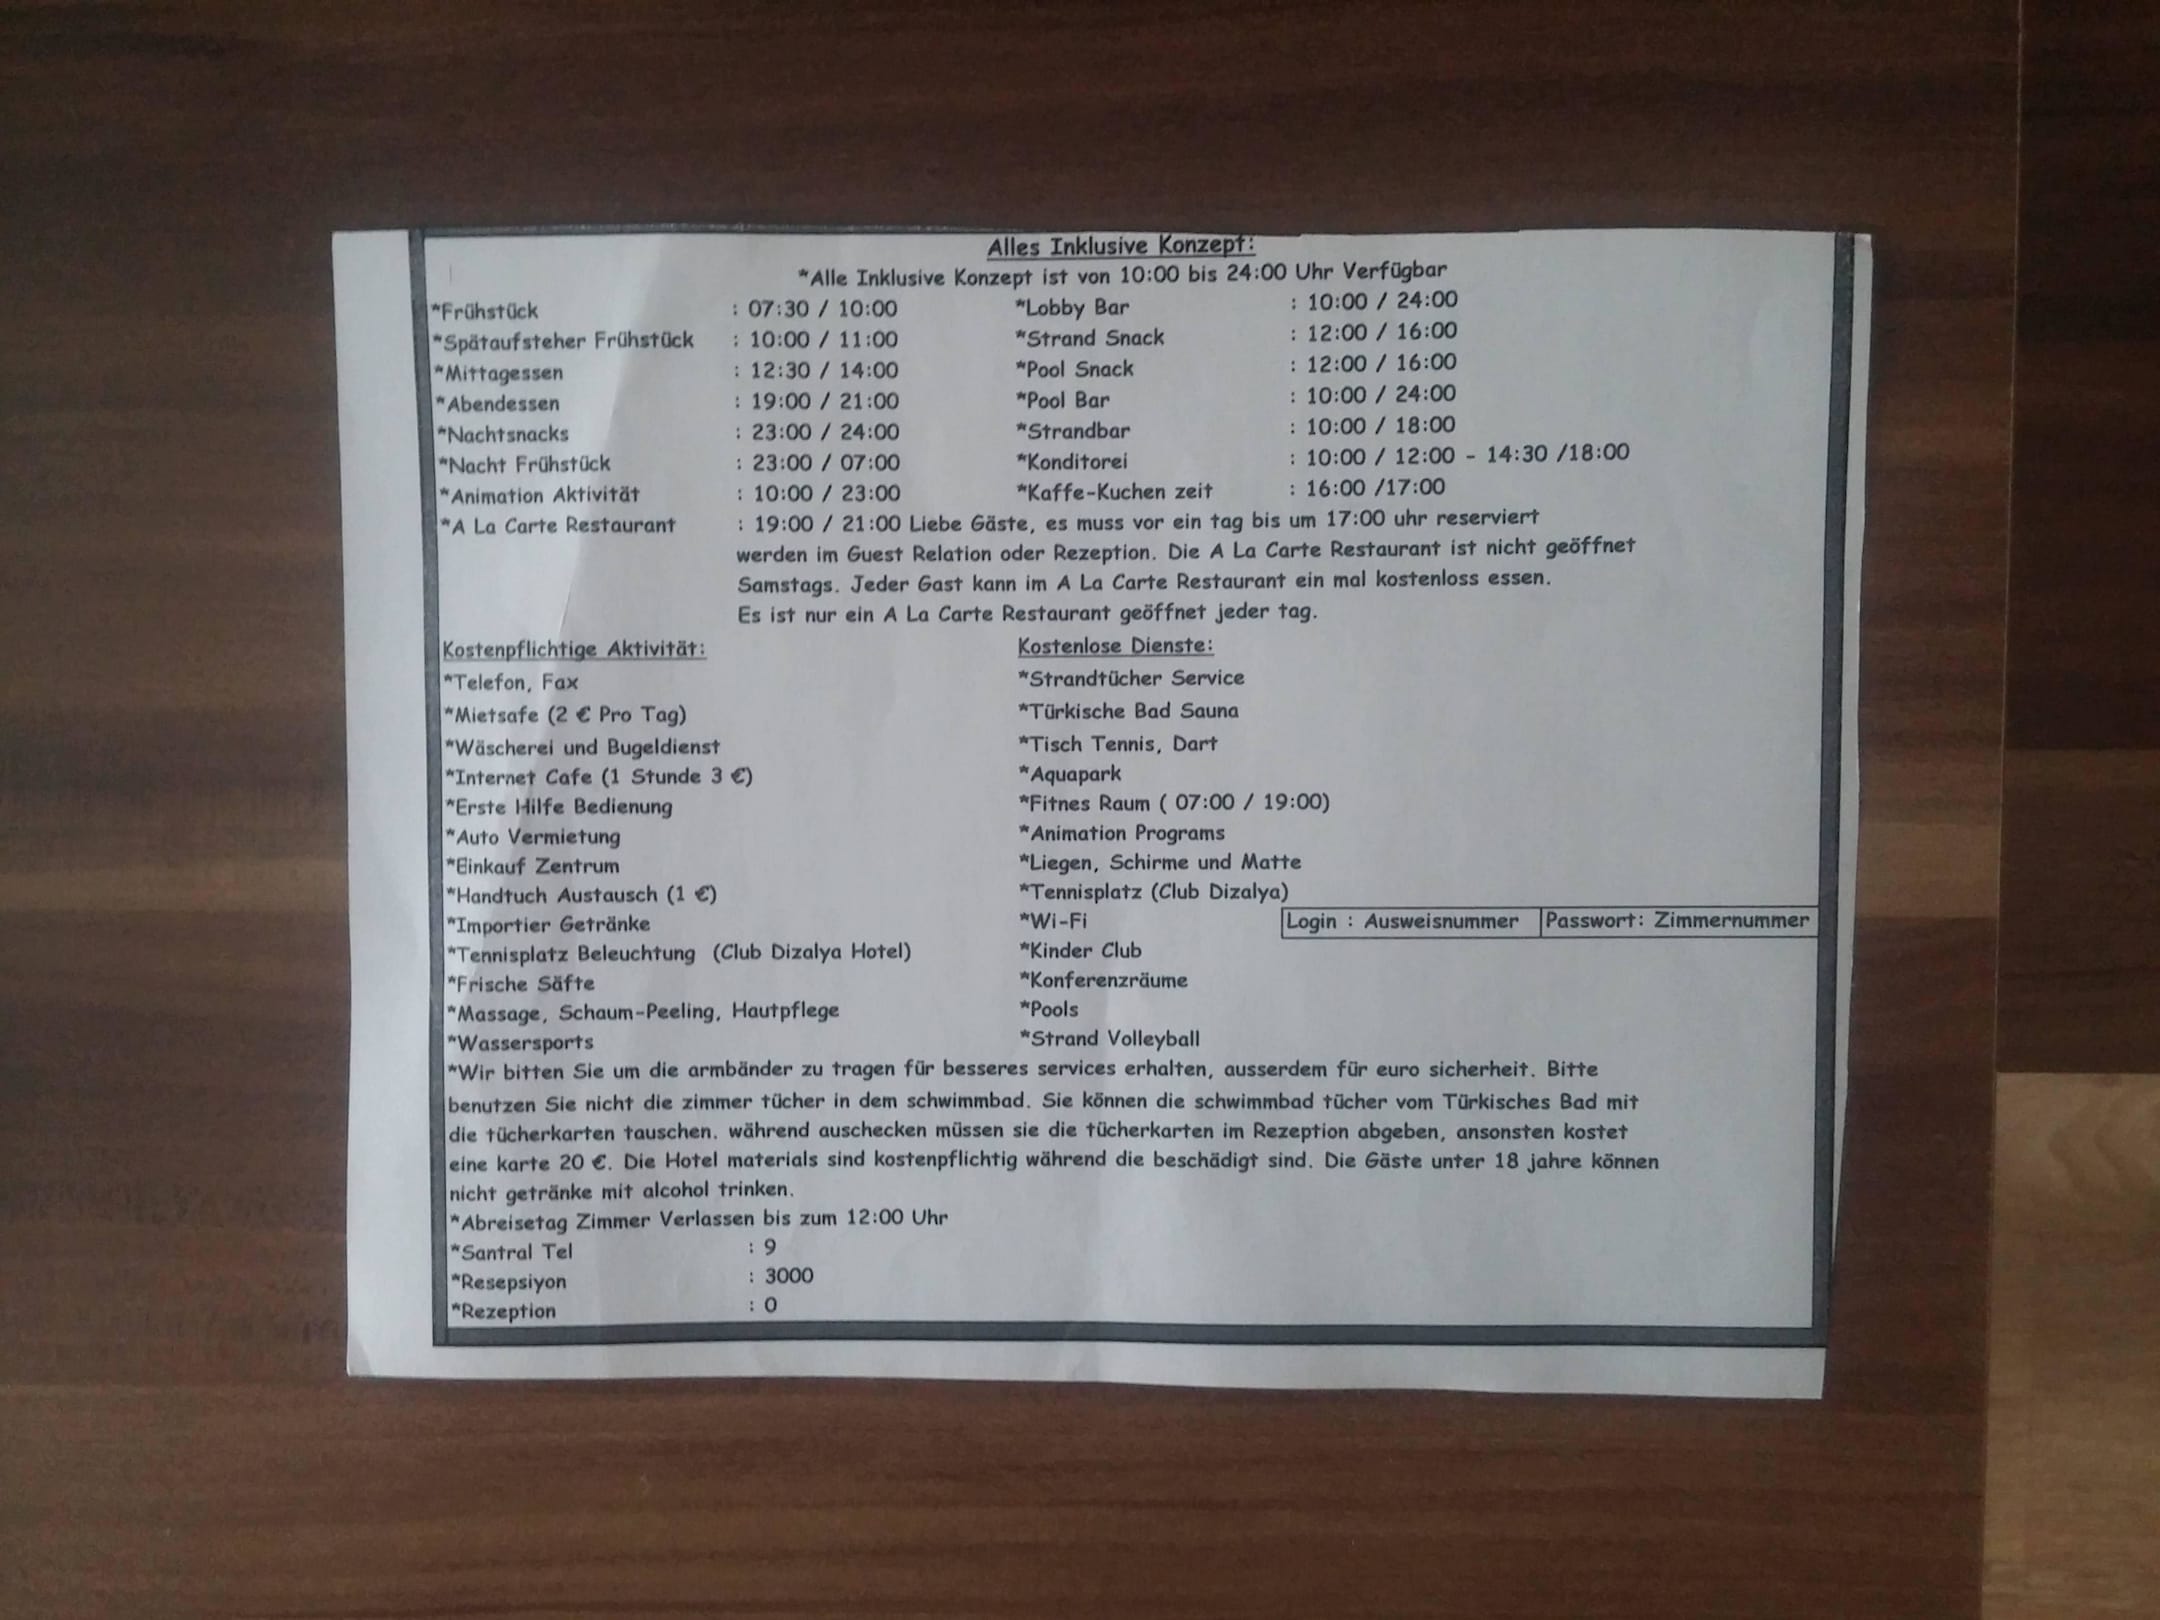 Alles Inklusive Konzept:
*Alle Inklusive Konzept ist von 10:00 bis 24:00 Uhr Verfügbar
*Frühstück : 07:30 / 10:00 *Lobby Bar : 10:00 / 24:00
*Spätaufsteher Frühstück : 10:00 / 11:00 *Strand Snack : 12:00 / 16:00
*Mittagessen : 12:30 / 14:00 *Pool Snack : 12:00 / 16:00
*Abendessen : 19:00 / 21:00 *Pool Bar : 10:00 / 24:00
*Nachtsnacks : 23:00 / 24:00 *Strandbar : 10:00 / 18:00
*Nacht Frühstück : 23:00 / 07:00 *Konditorei : 10:00 / 12:00 - 14:30 /18:00
*Animation Aktivität : 10:00 / 23:00 *Kaffe-Kuchen zeit : 16:00 /17:00
*A La Carte Restaurant : 19:00 / 21:00 Liebe Gäste, es muss vor ein tag bis um 17:00 uhr reserviert
werden im Guest Relation oder Rezeption. Die A La Carte Restaurant ist nicht geöffnet
Samstags. Jeder Gast kann im A La Carte Restaurant ein mal kostenloss essen.
Es ist nur ein A La Carte Restaurant geöffnet jeder tag.
Kostenpflichtige Aktivität: Kostenlose Dienste:
*Telefon, Fax *Strandtücher Service
*Mietsafe (2 € Pro Tag) *Türkische Bad Sauna
*Wäscherei und Bugeldienst *Tisch Tennis, Dart
*Internet Cafe (1 Stunde 3 €) *Aquapark
*Erste Hilfe Bedienung *Fitnes Raum ( 07:00 / 19:00)
*Auto Vermietung *Animation Programs
*Einkauf Zentrum *Liegen, Schirme und Matte
*Handtuch Austausch (1 €) *Tennisplatz (Club Dizalya)
*Importier Getränke *Wi-Fi Login : Ausweisnummer Passwort: Zimmernummer
*Tennisplatz Beleuchtung (Club Dizalya Hotel) *Kinder Club
*Frische Säfte *Konferenzräume
*Massage, Schaum-Peeling, Hautpflege *Pools
*Wassersports *Strand Volleyball
*Wir bitten Sie um die armbänder zu tragen für besseres services erhalten, ausserdem für euro sicherheit. Bitte
benutzen Sie nicht die zimmer tücher in dem schwimmbad. Sie können die schwimmbad tücher vom Türkisches Bad mit
die tücherkarten tauschen. während auschecken müssen sie die tücherkarten im Rezeption abgeben, ansonsten kostet
eine karte 20 €. Die Hotel materials sind kostenpflichtig während die beschädigt sind. Die Gäste unter 18 jahre können
nicht getränke mit alcohol trinken.
*Abreisetag Zimmer Verlassen bis zum 12:00 Uhr
*Santral Tel : 9
*Resepsiyon : 3000
*Rezeption : 0